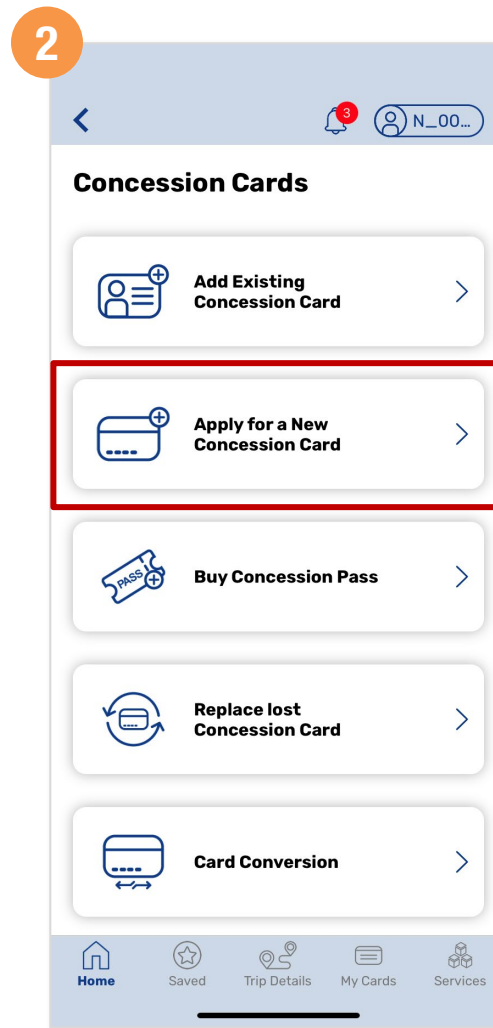 2
3
N_00...
Concession Cards
Add Existing
Concession Card
Apply for a New
Concession Card
PASS
Buy Concession Pass
Replace lost
Concession Card
Card Conversion
Home Saved Trip Details My Cards Services